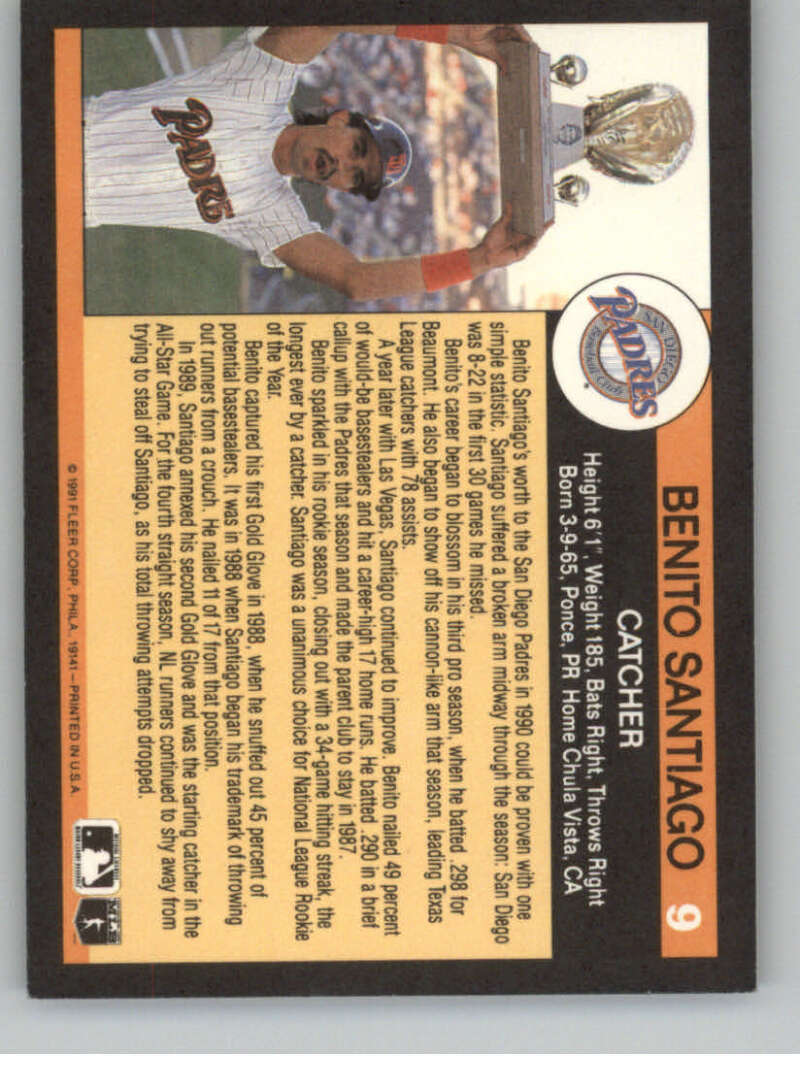 BENITO SANTIAGO 9
CATCHER
Height 6'1", Weight 185, Bats Right, Throws Right
Born 3-9-65, Ponce, PR Home Chula Vista, CA
SAN DIEGO
PADRES
Baseball Club
PADRE
Benito Santiago's worth to the San Diego Padres in 1990 could be proven with one
simple statistic. Santiago suffered a broken arm midway through the season: San Diego
was 8-22 in the first 30 games he missed.
Benito's career began to blossom in his third pro season, when he batted .298 for
Beaumont. He also began to show off his cannon-like arm that season, leading Texas
League catchers with 78 assists.
A year later with Las Vegas, Santiago continued to improve. Benito nailed 49 percent
of would-be basestealers and hit a career-high 17 home runs. He batted .290 in a brief
callup with the Padres that season and made the parent club to stay in 1987.
Benito sparkled in his rookie season, closing out with a 34-game hitting streak, the
longest ever by a catcher. Santiago was a unanimous choice for National League Rookie
of the Year.
Benito captured his first Gold Glove in 1988, when he snuffed out 45 percent of
potential basestealers. It was in 1988 when Santiago began his trademark of throwing
out runners from a crouch. He nailed 11 of 17 from that position.
In 1989, Santiago annexed his second Gold Glove and was the starting catcher in the
All-Star Game. For the fourth straight season, NL runners continued to shy away from
trying to steal off Santiago, as his total throwing attempts dropped.
© 1991 FLEER CORP., PHILA., 19141—PRINTED IN U.S.A.